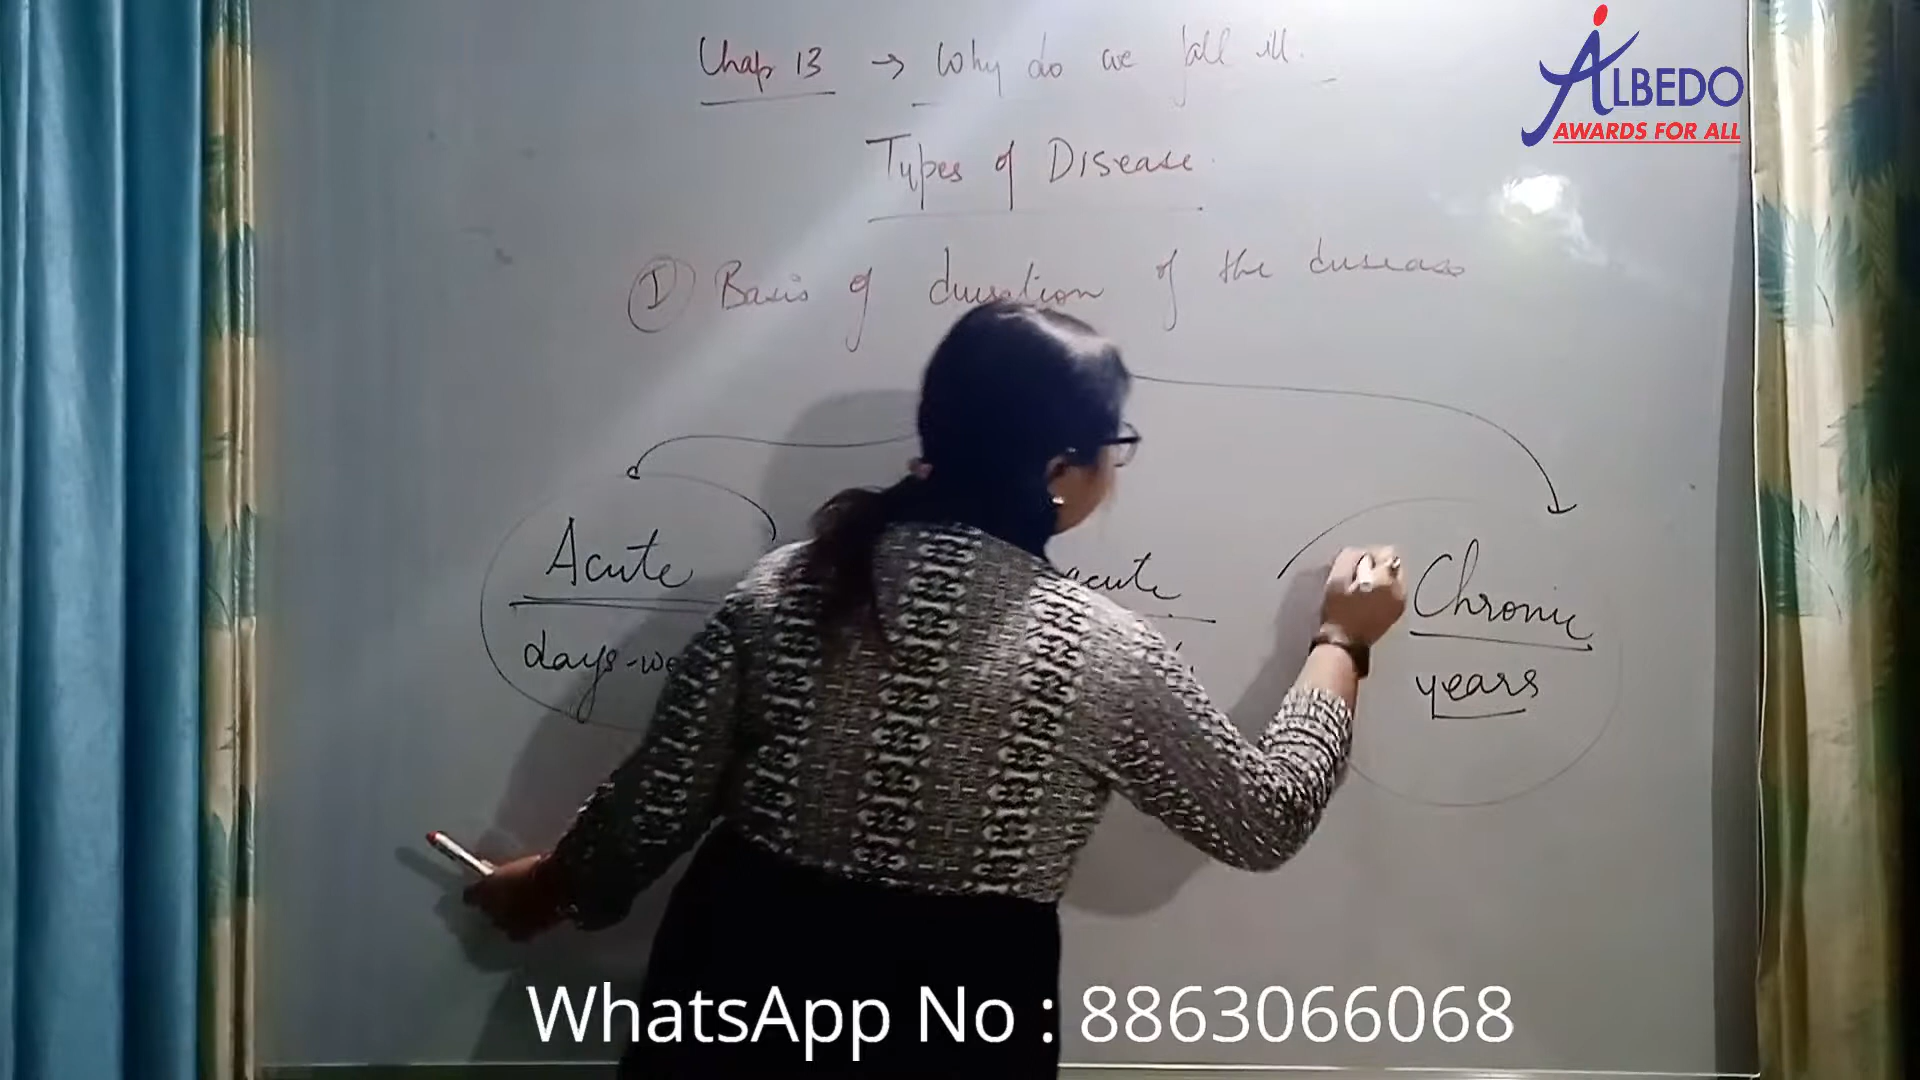 Chap 13 → Why do we fall ill.
ALBEDO
AWARDS FOR ALL
Types of Disease
I Basis of duration of the disease
Acute
acute
Chronic
days-we
years
WhatsApp No : 8863066068